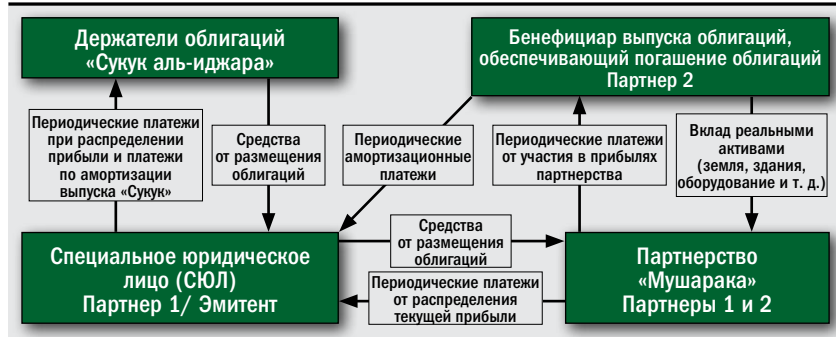 Держатели облигаций
«Сукук аль-иджара»
Бенефициар выпуска облигаций,
обеспечивающий погашение облигаций
Партнер 2
Периодические платежи
при распределении
прибыли и платежи
по амортизации
выпуска «Сукук»
Средства
от размещения
облигаций
Периодические
амортизационные
платежи
Периодические платежи
от участия в прибылях
партнерства
Вклад реальными
активами
(земля, здания,
оборудование и т. д.)
Специальное юридическое
лицо (СЮЛ)
Партнер 1/ Эмитент
Средства
от размещения
облигаций
Периодические платежи
от распределения
текущей прибыли
Партнерство
«Мушарака»
Партнеры 1 и 2